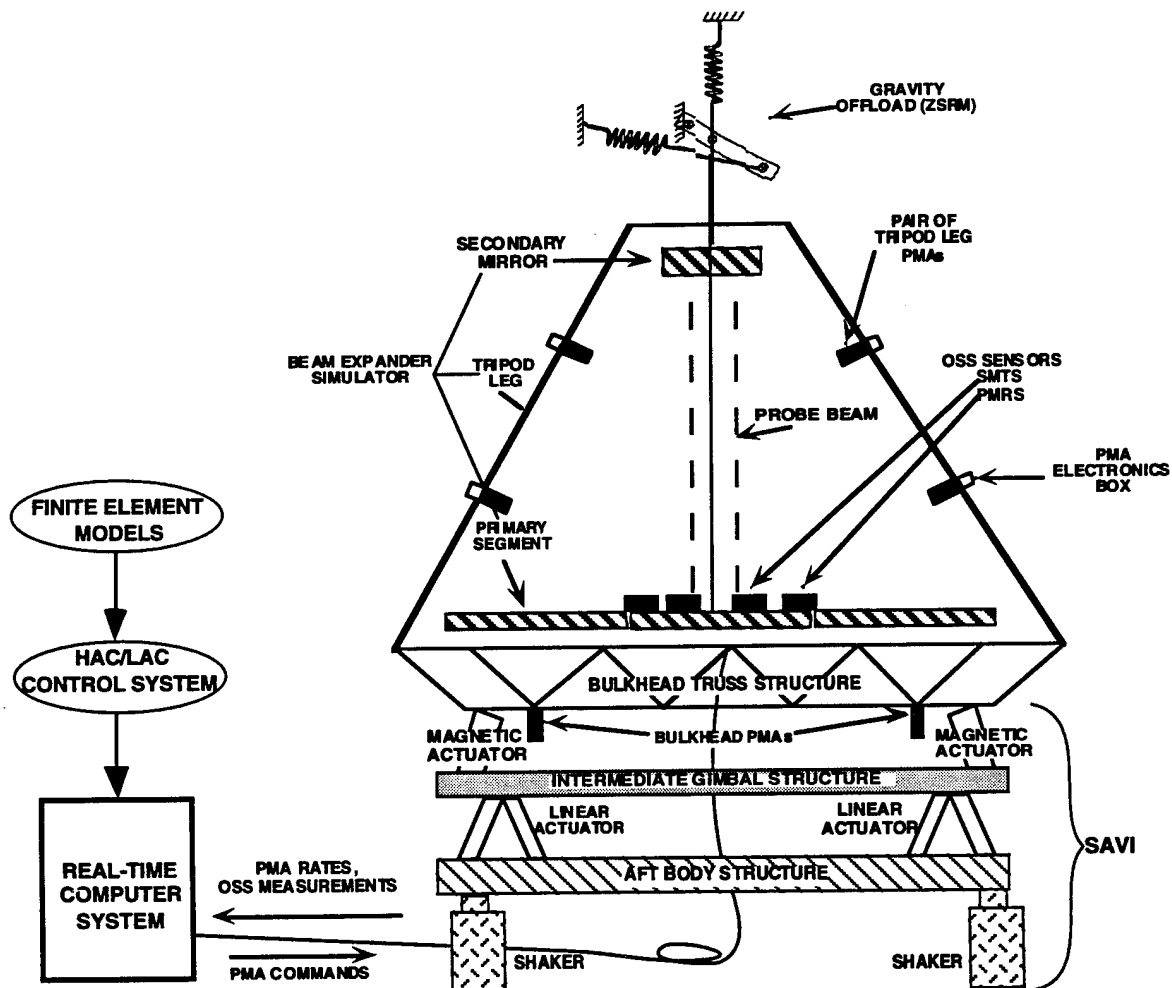 GRAVITY
OFFLOAD (ZSRM)
SECONDARY
MIRROR
PAIR OF
TRIPOD LEG
PMAs
BEAM EXPANDER
SIMULATOR
TRIPOD
LEG
OSS SENSORS
SMTS
PMRS
PROBE BEAM
PMA
ELECTRONICS
BOX
FINITE ELEMENT
MODELS
PRIMARY
SEGMENT
HAC/LAC
CONTROL SYSTEM
BULKHEAD TRUSS STRUCTURE
MAGNETIC
ACTUATOR
BULKHEAD PMAs
MAGNETIC
ACTUATOR
INTERMEDIATE GIMBAL STRUCTURE
LINEAR
ACTUATOR
LINEAR
ACTUATOR
SAVI
REAL-TIME
COMPUTER
SYSTEM
PMA RATES,
OSS MEASUREMENTS
AFT BODY STRUCTURE
PMA COMMANDS
SHAKER
SHAKER